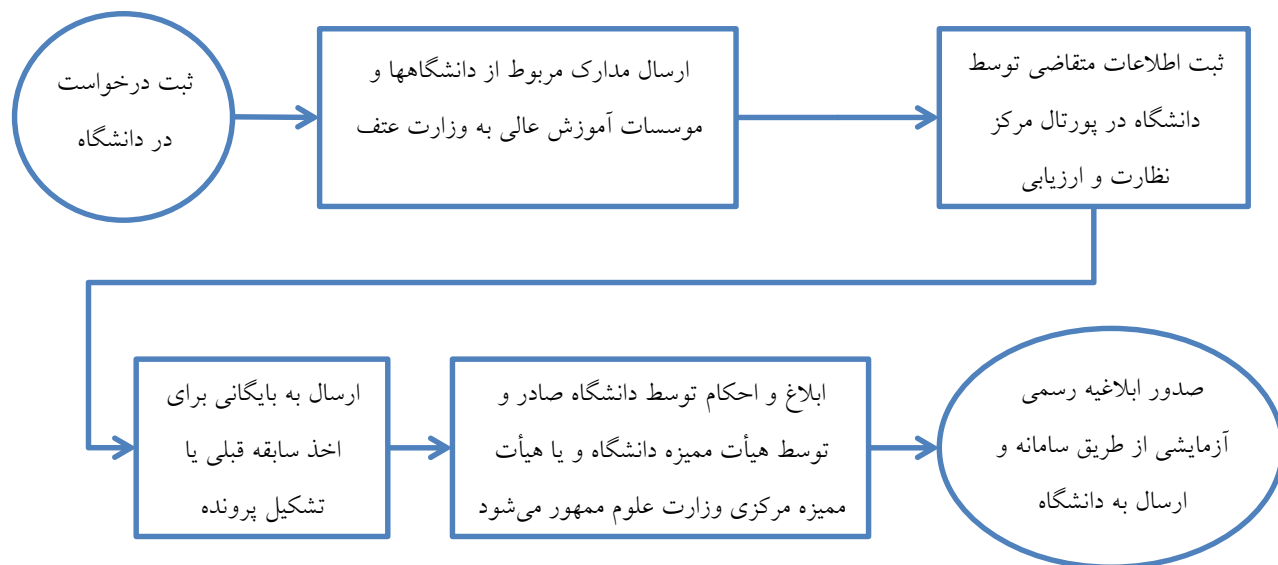 ثبت درخواست
در دانشگاه
ارسال مدارک مربوط از دانشگاهها و
موسسات آموزش عالی به وزارت عتف
ثبت اطلاعات متقاضی توسط
دانشگاه در پورتال مرکز
نظارت و ارزیابی
ارسال به بایگانی برای
اخذ سابقه قبلی یا
تشکیل پرونده
ابلاغ و احکام توسط دانشگاه صادر و
توسط هیأت ممیزه دانشگاه و یا هیأت
ممیزه مرکزی وزارت علوم ممهور می‌شود
صدور ابلاغیه رسمی
آزمایشی از طریق سامانه و
ارسال به دانشگاه